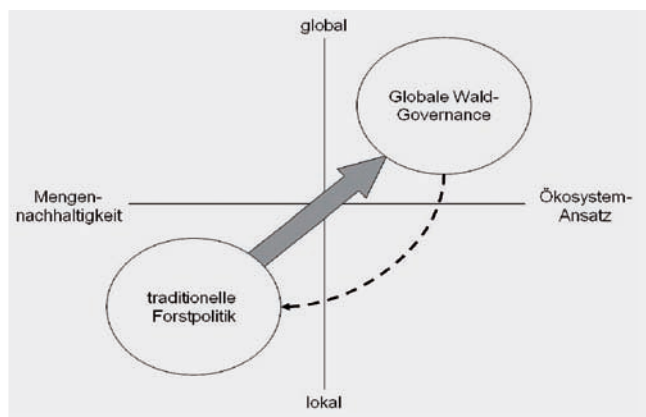 global
Globale Wald-
Governance
Mengen-
nachhaltigkeit
Ökosystem-
Ansatz
traditionelle
Forstpolitik
lokal